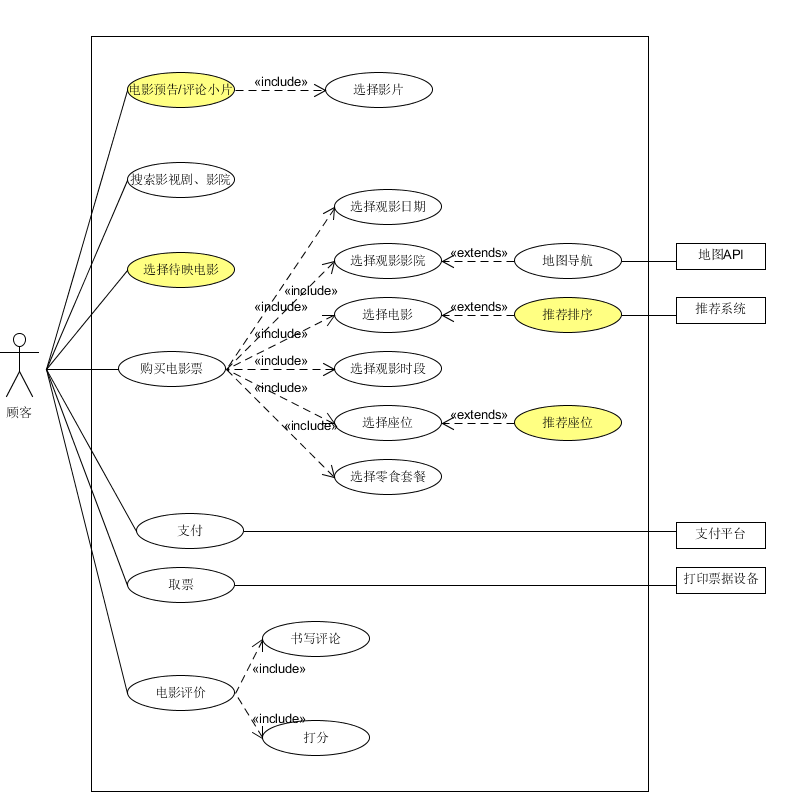 电影预告/评论小片
«include»
选择影片
搜索影视剧、影院
选择观影日期
选择待映电影
«include»
选择观影影院
«extends»
地图导航
地图API
«include»
选择电影
«extends»
推荐排序
推荐系统
«include»
顾客
购买电影票
«include»
选择观影时段
«include»
选择座位
«extends»
推荐座位
«include»
选择零食套餐
支付
支付平台
取票
打印票据设备
书写评论
«include»
电影评价
«include»
打分